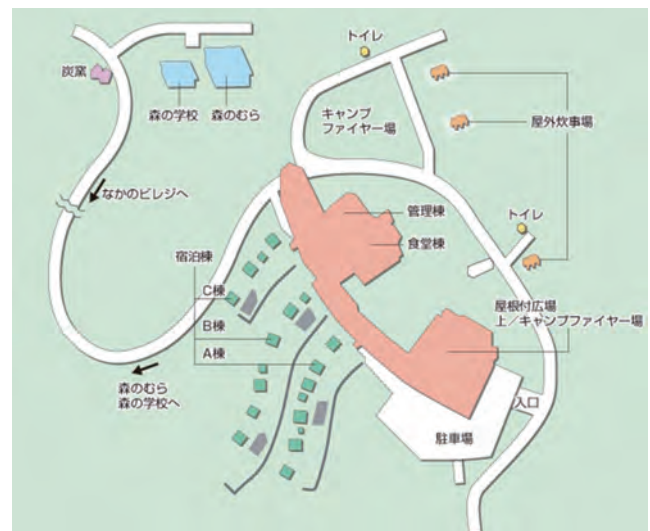 トイレ
炭窯
森の学校
森のむら
キャンプ
ファイヤー場
屋外炊事場
なかのビレジへ
管理棟
トイレ
宿泊棟
食堂棟
C棟
屋根付広場
上/キャンプファイヤー場
B棟
A棟
森のむら
森の学校へ
入口
駐車場